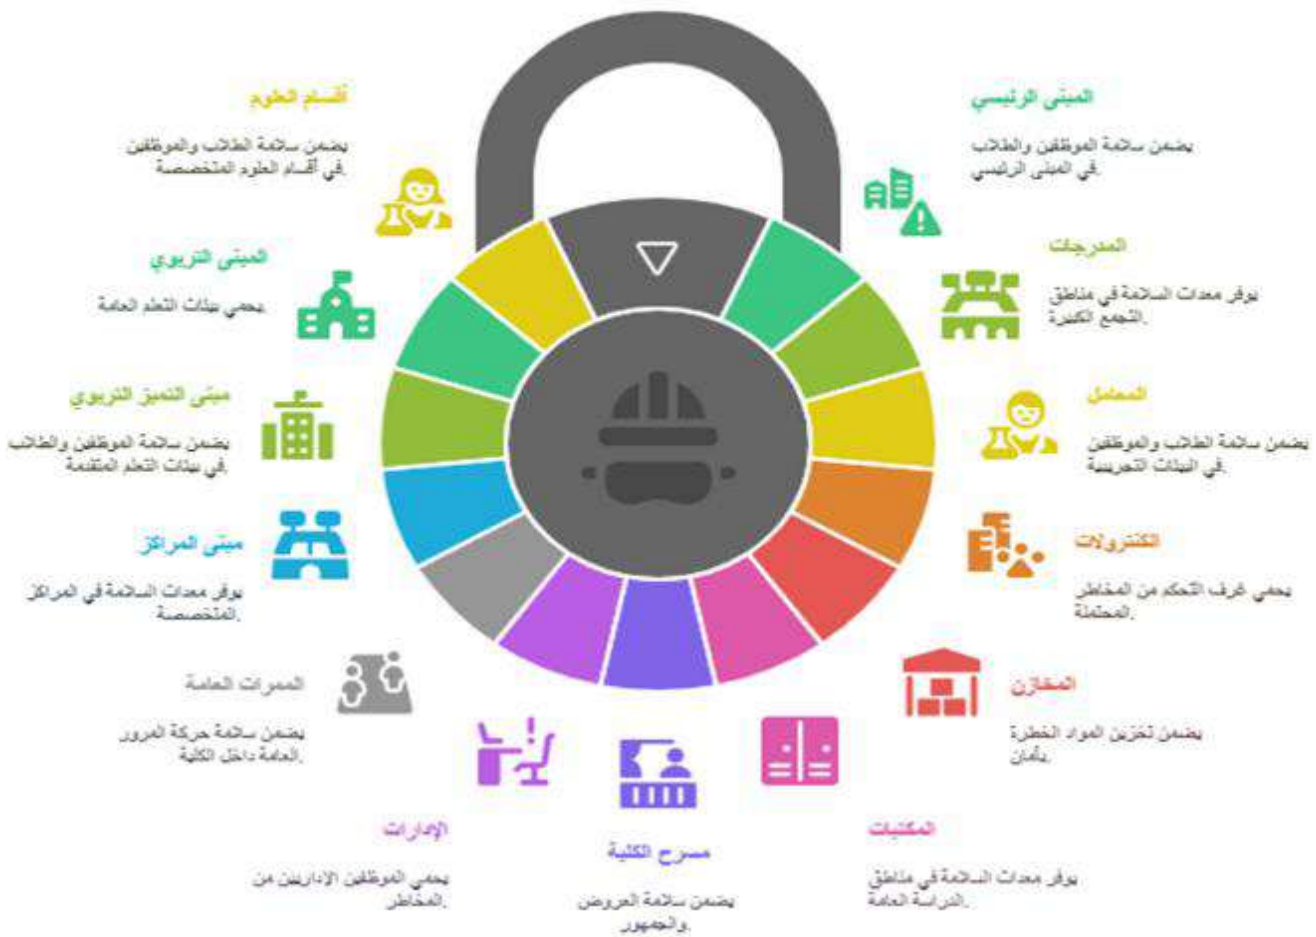 المبنى الرئيسي
يضمن سلامة الموظفين والطلاب
في المبنى الرئيسي.
المدرجات
يوفر معدات السلامة في مناطق
التجمع الكبيرة.
المعامل
يضمن سلامة الطلاب والموظفين
في البيئات التجريبية.
الكنترولات
يحمي غرف التحكم من المخاطر
المحتملة.
المخازن
يضمن تخزين المواد الخطرة
بأمان.
المكتبات
يوفر معدات السلامة في مناطق
الدراسة العامة.
مسرح الكلية
يضمن سلامة العروض
والجمهور.
الإدارات
يحمي الموظفين الإداريين من
المخاطر.
الممرات العامة
يضمن سلامة حركة المرور
العامة داخل الكلية.
مبنى المراكز
يوفر معدات السلامة في المراكز
المتخصصة.
مبنى التميز التربوي
يضمن سلامة الموظفين والطلاب
في بيئات التعلم المتقدمة.
المبنى التربوي
يحمي بيئات التعلم العامة.
أقسام العلوم
يضمن سلامة الطلاب والموظفين
في أقسام العلوم المتخصصة.